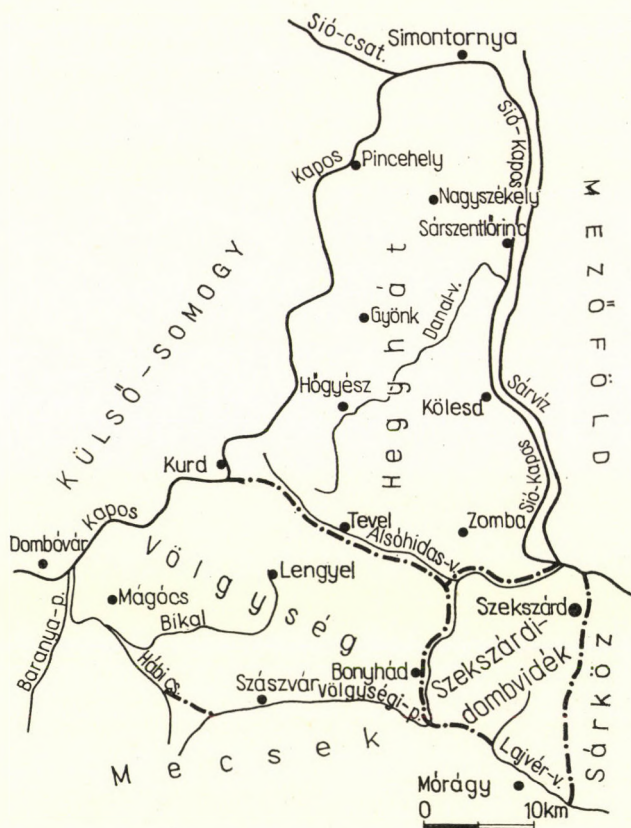 Sió-csat.
Simontornya
Sió-Kapos
Kapos
Pincehely
Nagyszékely
Sárszentlőrinc
MEZŐFÖLD
Hegyhát
Danal-v.
Gyönk
KÜLSŐ-SOMOGY
Hőgyész
Kölesd
Sárvíz
Sió-Kapos
Kurd
Kapos
Tevel
Zomba
Alsóhidas-v.
Dombóvár
Völgység
Lengyel
Mágócs
Bikal
Szekszárd
Baranya-p.
Hábi cs.
Bonyhád
Szekszárdi-
dombvidék
Szászvár
Völgységi-p.
Sárköz
Mecsek
Lajvér-v.
Mórágy
0 10km